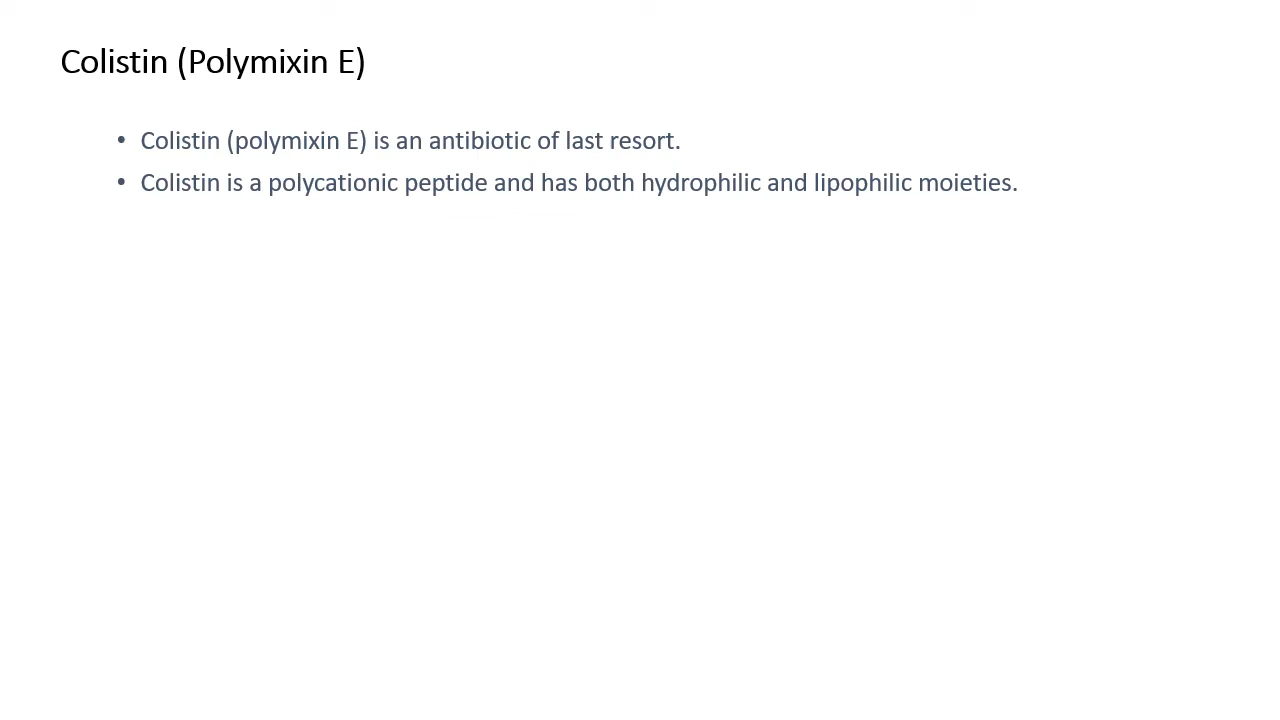 Colistin (Polymixin E)
• Colistin (polymixin E) is an antibiotic of last resort.
• Colistin is a polycationic peptide and has both hydrophilic and lipophilic moieties.